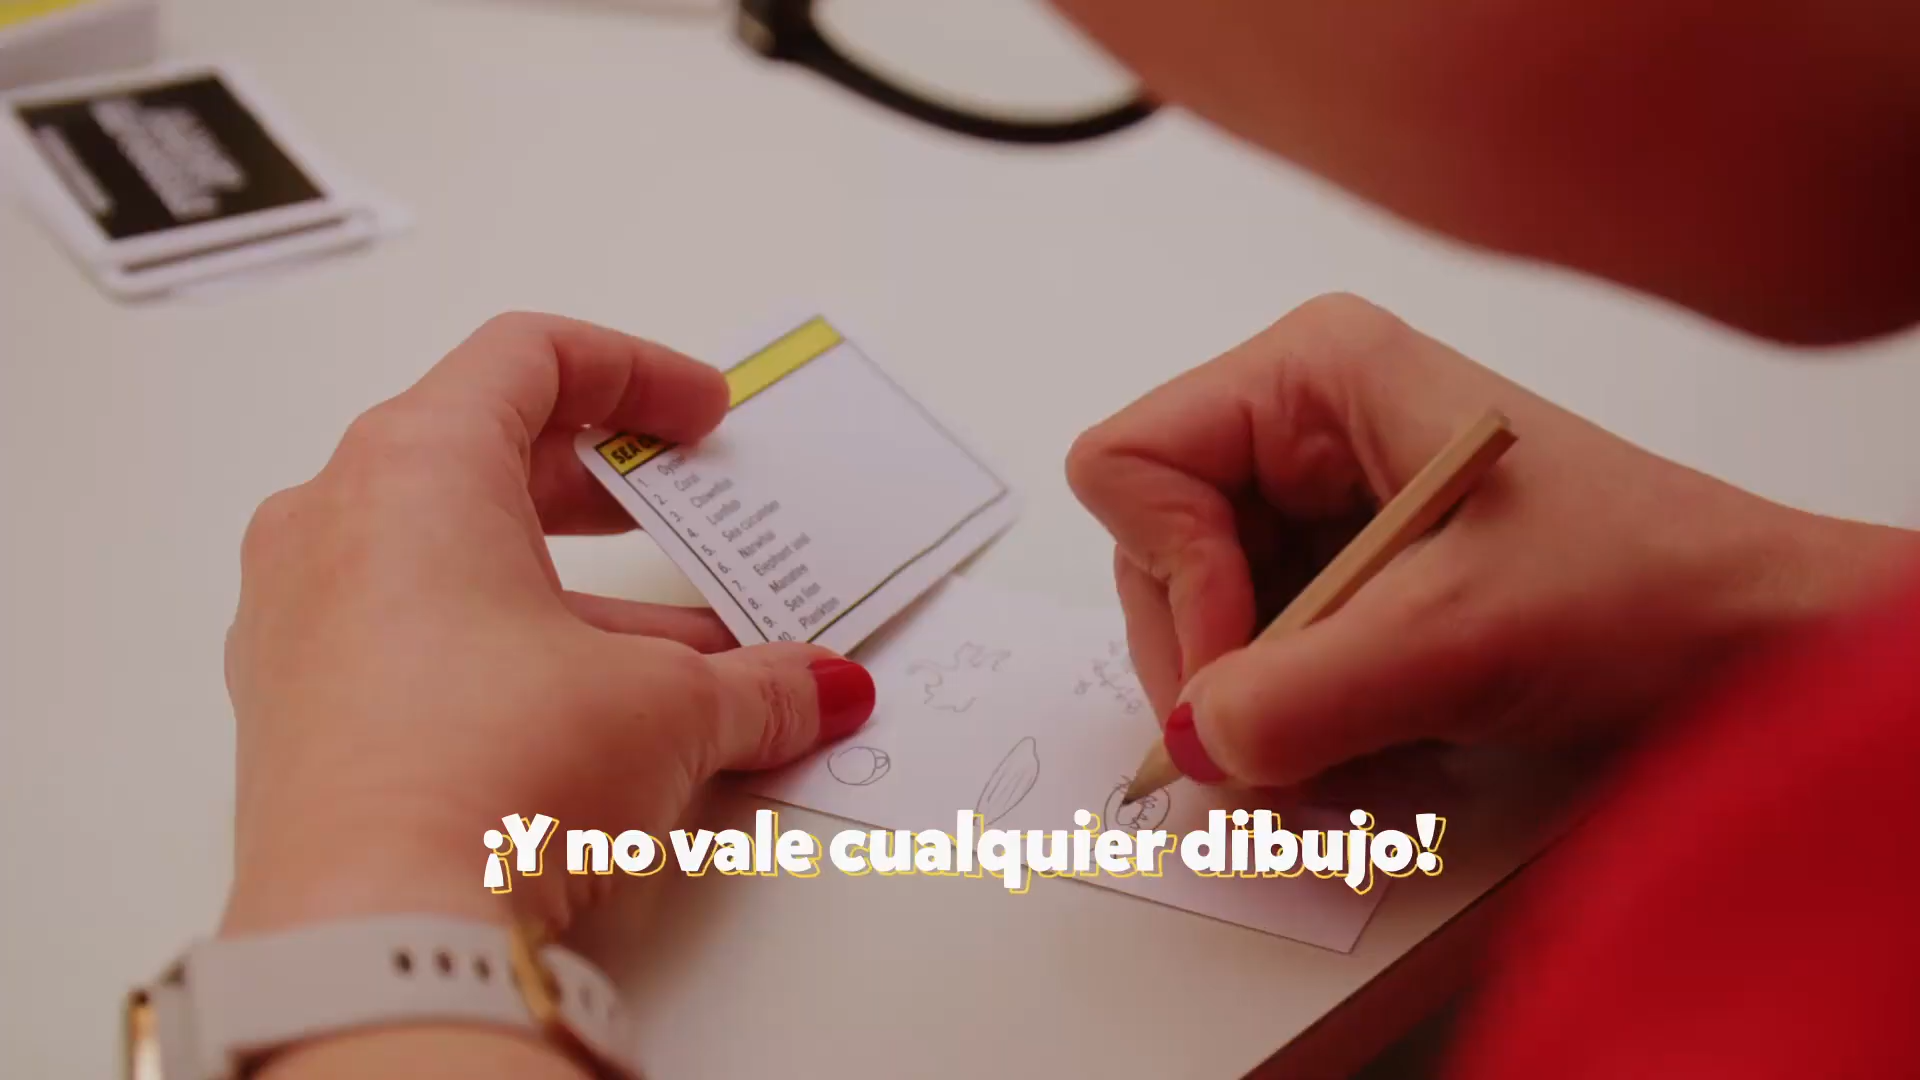 SEA
1. Oyster
2. Coral
3. Clownfish
4. Lionfish
5. Sea cucumber
6. Narwhal
7. Elephant seal
8. Manatee
9. Sea lion
10. Plankton
¡Y no vale cualquier dibujo!